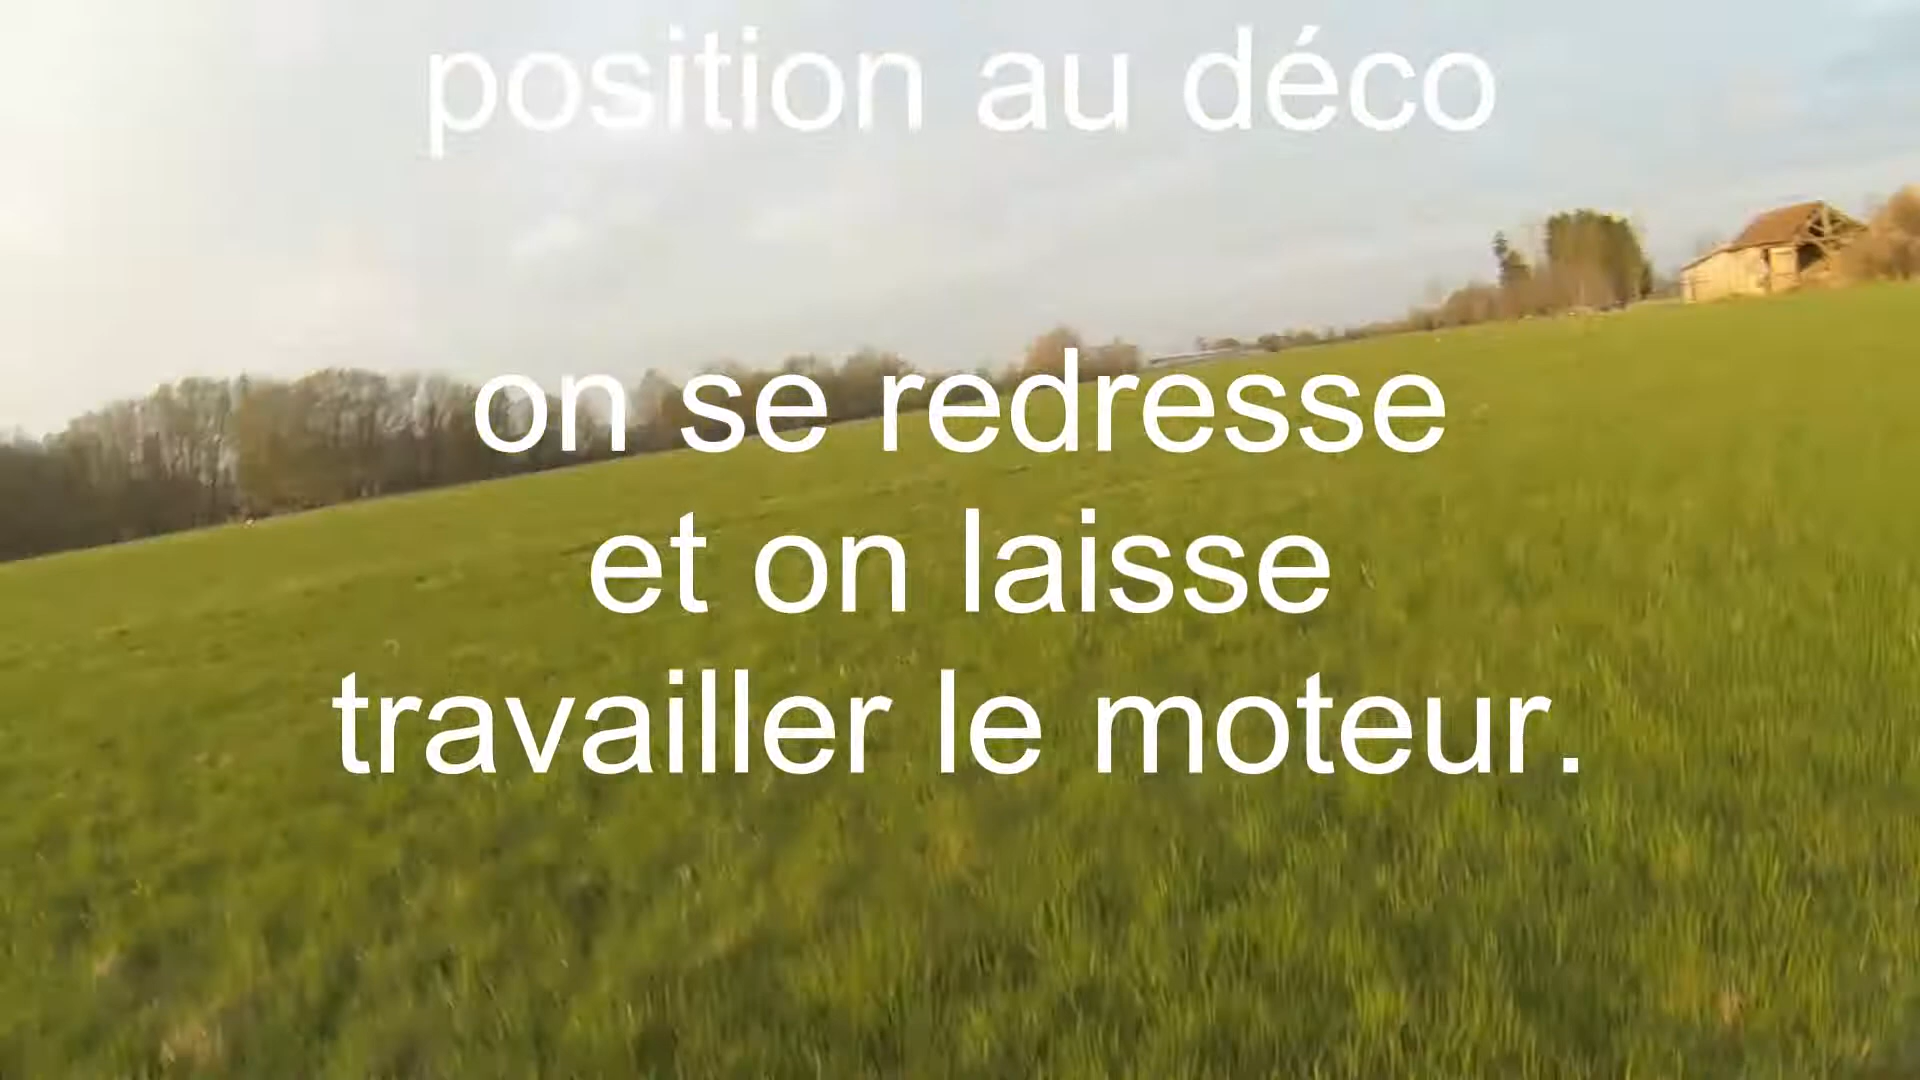 position au déco
on se redresse
et on laisse
travailler le moteur.